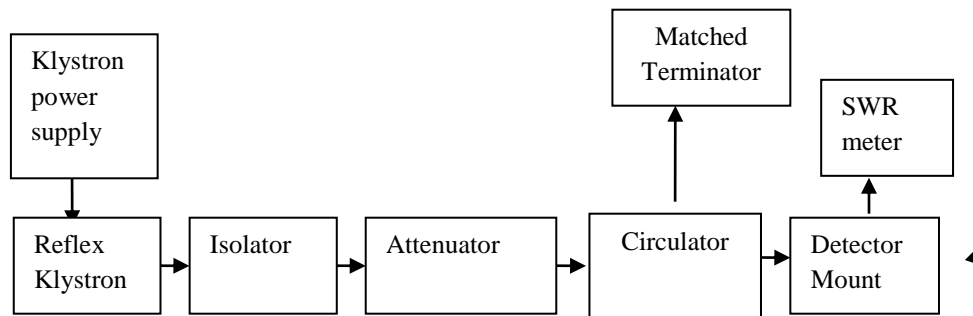 Klystron
power
supply
Matched
Terminator
SWR
meter
Reflex
Klystron
Isolator
Attenuator
Circulator
Detector
Mount